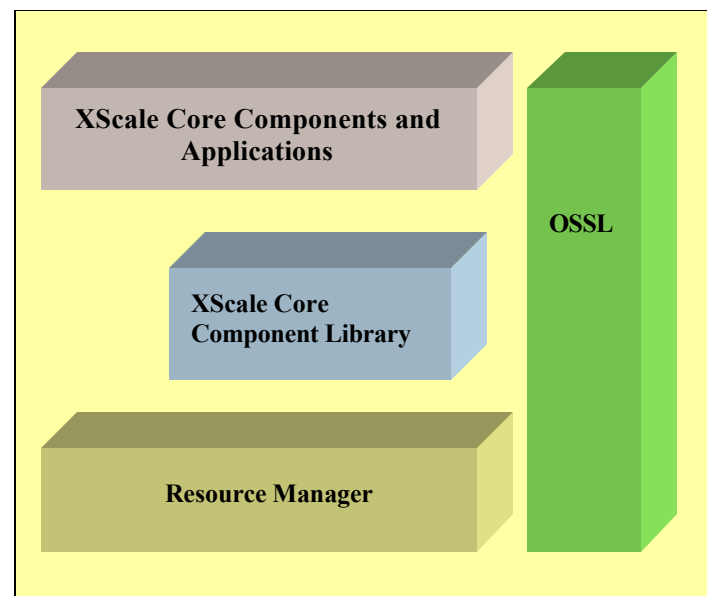 XScale Core Components and
Applications
OSSL
XScale Core
Component Library
Resource Manager